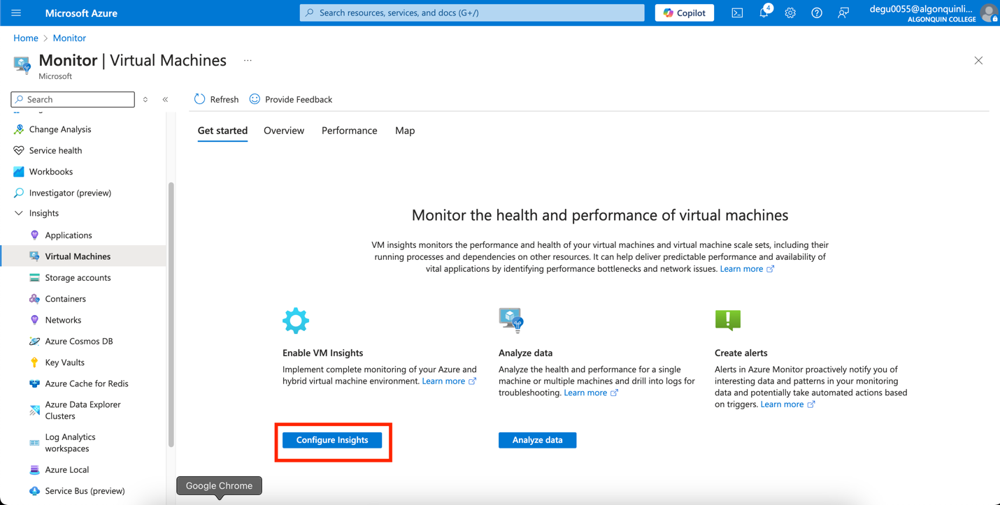 Microsoft Azure
Search resources, services, and docs (G+/)
Copilot
4
degu0055@algonquinli...
ALGONQUIN COLLEGE
Home > Monitor
Monitor | Virtual Machines ...
Microsoft
Search
Refresh
Provide Feedback
Get started
Overview
Performance
Map
Change Analysis
Service health
Workbooks
Investigator (preview)
Insights
Applications
Virtual Machines
Storage accounts
Containers
Networks
Azure Cosmos DB
Key Vaults
Azure Cache for Redis
Azure Data Explorer
Clusters
Log Analytics
workspaces
Azure Local
Service Bus (preview)
Monitor the health and performance of virtual machines
VM insights monitors the performance and health of your virtual machines and virtual machine scale sets, including their
running processes and dependencies on other resources. It can help deliver predictable performance and availability of
vital applications by identifying performance bottlenecks and network issues. Learn more
Enable VM Insights
Implement complete monitoring of your Azure and
hybrid virtual machine environment. Learn more
Configure Insights
Analyze data
Analyze the health and performance for a single
machine or multiple machines and drill into logs for
troubleshooting. Learn more
Analyze data
Create alerts
Alerts in Azure Monitor proactively notify you of
interesting data and patterns in your monitoring
data and potentially take automated actions based
on triggers. Learn more
Google Chrome